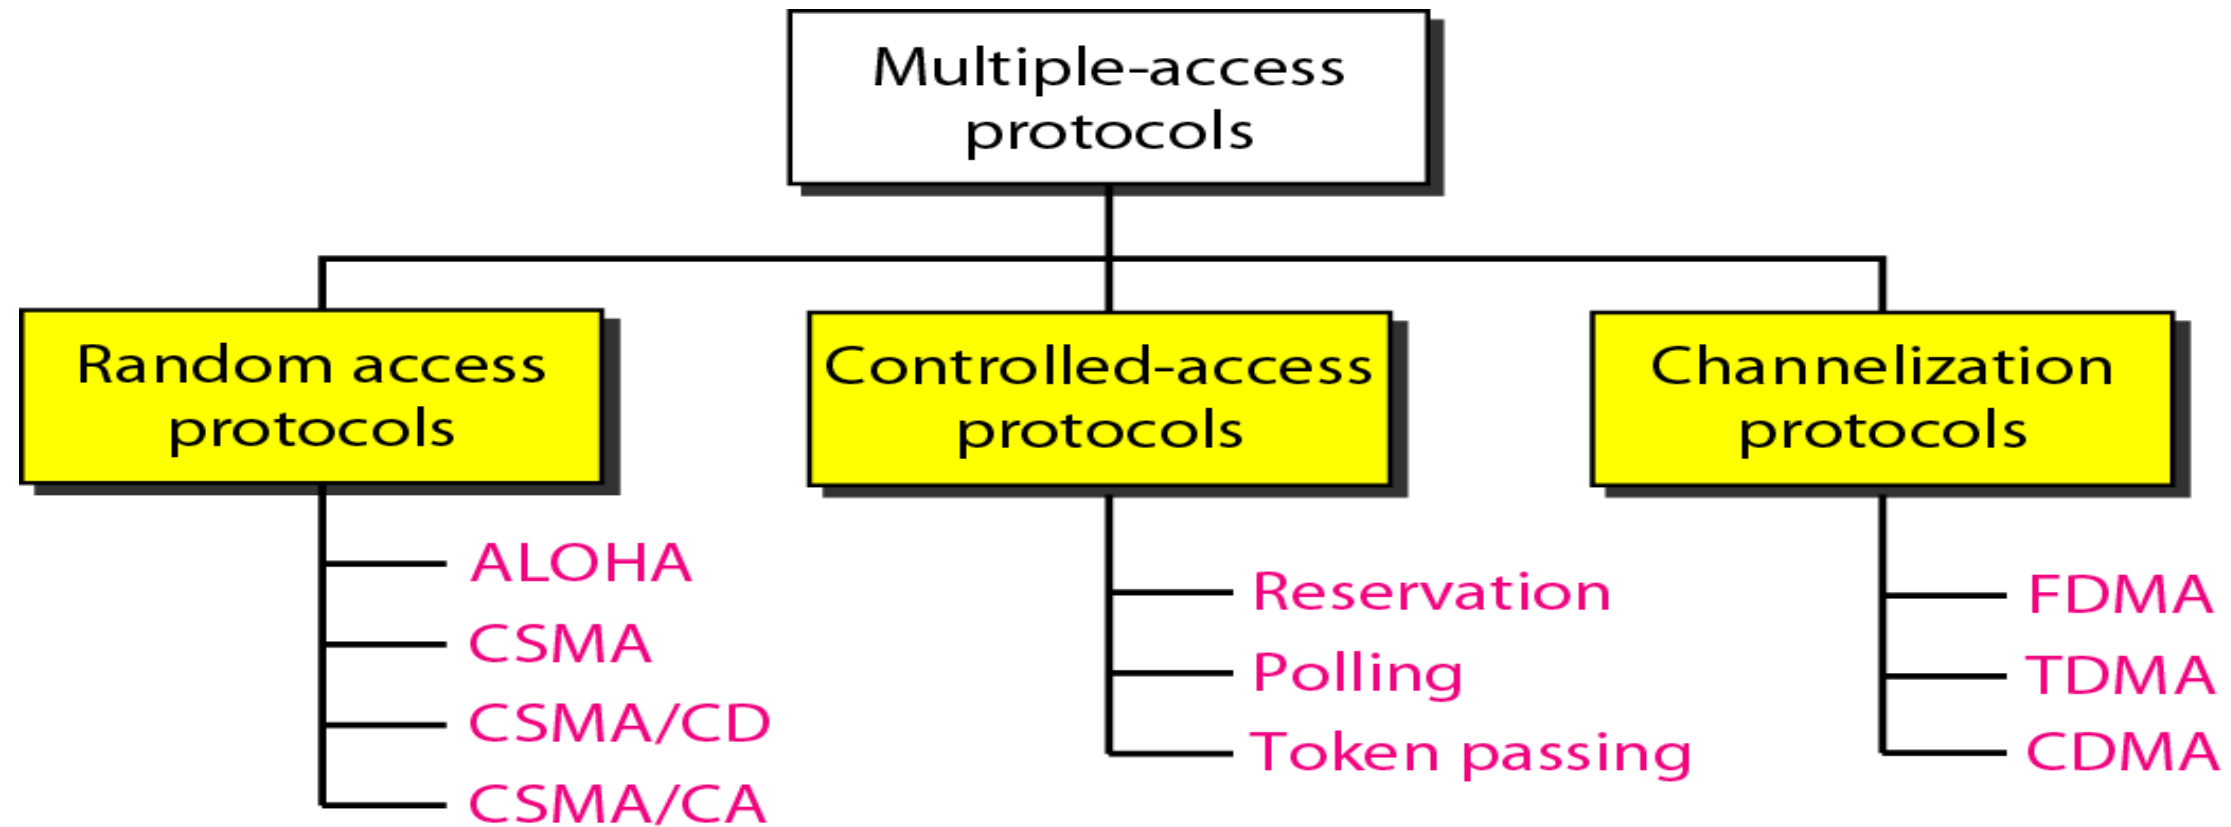 Multiple-access
protocols
Random access
protocols
ALOHA
CSMA
CSMA/CD
CSMA/CA
Controlled-access
protocols
Reservation
Polling
Token passing
Channelization
protocols
FDMA
TDMA
CDMA